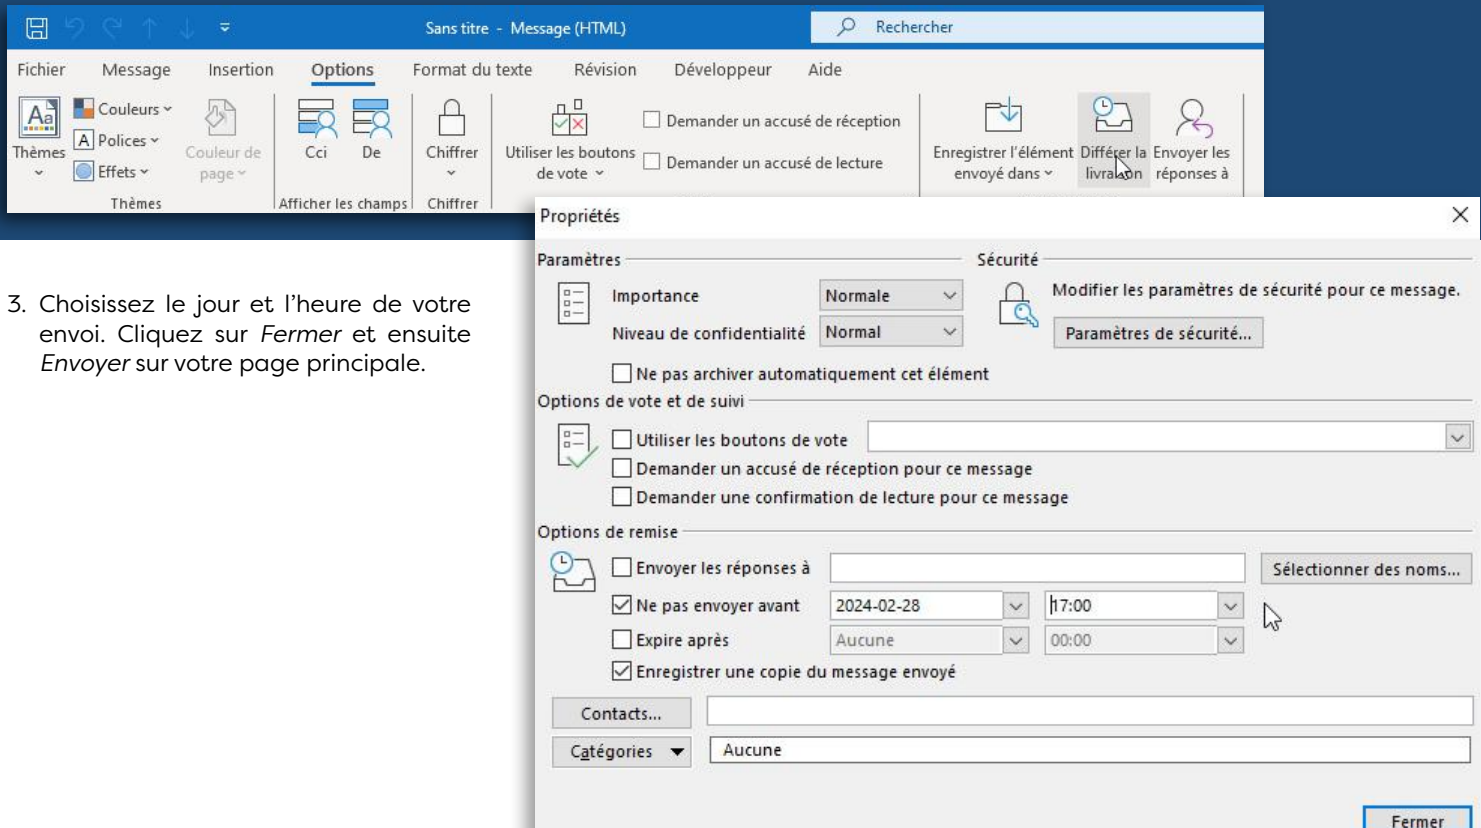 Sans titre - Message (HTML)
Rechercher
Fichier Message Insertion Options Format du texte Révision Développeur Aide
Thèmes
Couleurs
Polices
Effets
Couleur de
page
Thèmes
Cci
De
Afficher les champs
Chiffrer
Chiffrer
Utiliser les boutons
de vote
Demander un accusé de réception
Demander un accusé de lecture
Enregistrer l'élément
envoyé dans
Différer la
livraison
Envoyer les
réponses à
3. Choisissez le jour et l'heure de votre
envoi. Cliquez sur Fermer et ensuite
Envoyer sur votre page principale.
Propriétés
Paramètres
Importance Normale
Niveau de confidentialité Normal
Ne pas archiver automatiquement cet élément
Sécurité
Modifier les paramètres de sécurité pour ce message.
Paramètres de sécurité...
Options de vote et de suivi
Utiliser les boutons de vote
Demander un accusé de réception pour ce message
Demander une confirmation de lecture pour ce message
Options de remise
Envoyer les réponses à Sélectionner des noms...
Ne pas envoyer avant 2024-02-28 17:00
Expire après Aucune 00:00
Enregistrer une copie du message envoyé
Contacts...
Catégories Aucune
Fermer